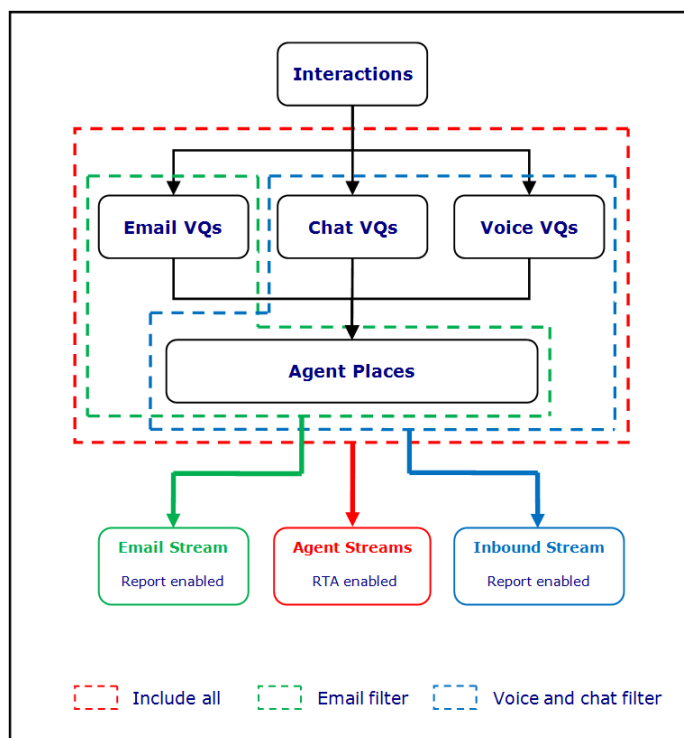 Interactions
Email VQs
Chat VQs
Voice VQs
Agent Places
Email Stream
Report enabled
Agent Streams
RTA enabled
Inbound Stream
Report enabled
Include all
Email filter
Voice and chat filter